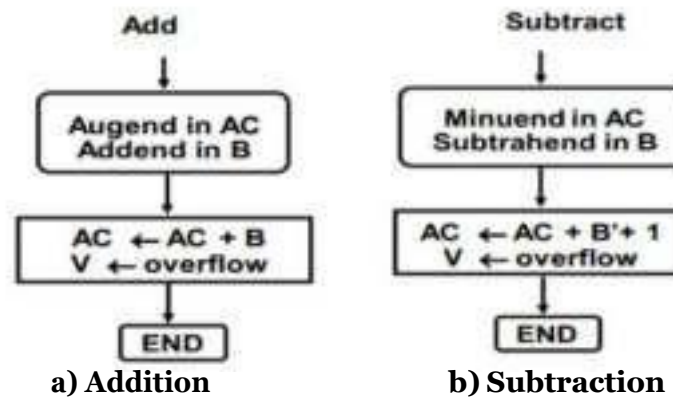 Add
Augend in AC
Addend in B
AC ← AC + B
V ← overflow
END
a) Addition
Subtract
Minuend in AC
Subtrahend in B
AC ← AC + B' + 1
V ← overflow
END
b) Subtraction